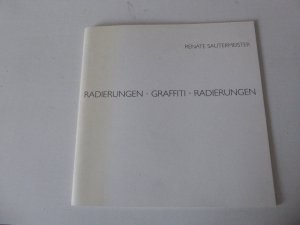 RENATE SAUTERMEISTER
RADIERUNGEN · GRAFFITI · RADIERUNGEN